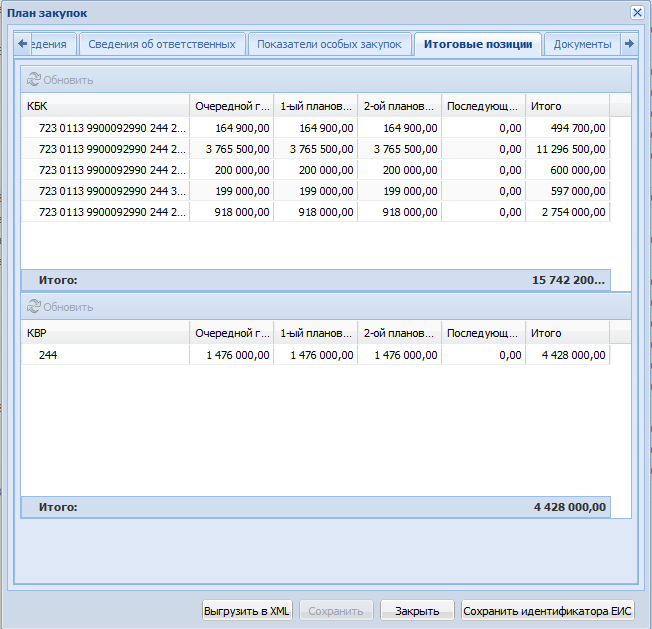 План закупок
едения Сведения об ответственных Показатели особых закупок Итоговые позиции Документы
Обновить
КБК Очередной г... 1-ый планов... 2-ой планов... Последующ... Итого
723 0113 9900092990 244 2... 164 900,00 164 900,00 164 900,00 0,00 494 700,00
723 0113 9900092990 244 2... 3 765 500,00 3 765 500,00 3 765 500,00 0,00 11 296 500,00
723 0113 9900092990 244 2... 200 000,00 200 000,00 200 000,00 0,00 600 000,00
723 0113 9900092990 244 3... 199 000,00 199 000,00 199 000,00 0,00 597 000,00
723 0113 9900092990 244 2... 918 000,00 918 000,00 918 000,00 0,00 2 754 000,00
Итого: 15 742 200...
Обновить
КВР Очередной г... 1-ый планов... 2-ой планов... Последующ... Итого
244 1 476 000,00 1 476 000,00 1 476 000,00 0,00 4 428 000,00
Итого: 4 428 000,00
Выгрузить в XML Сохранить Закрыть Сохранить идентификатора ЕИС